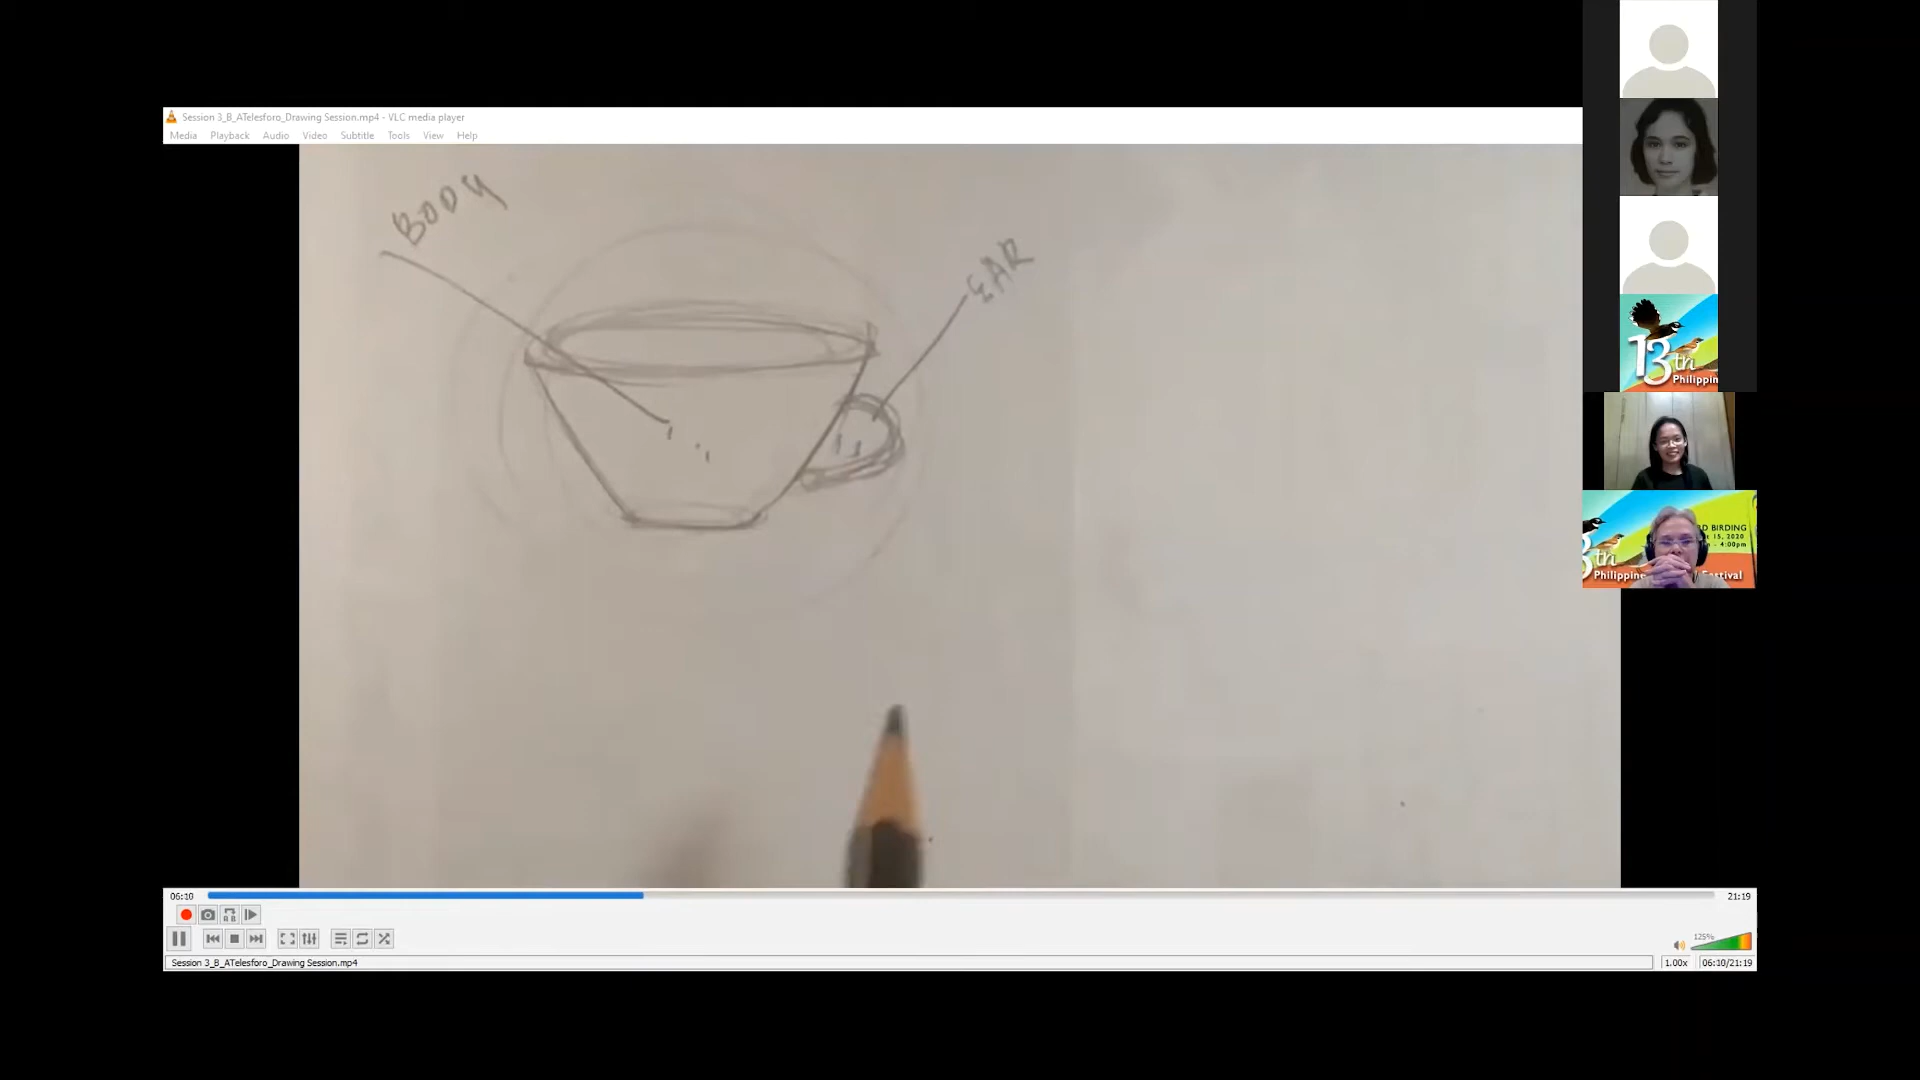 Session 3_B_ATelesforo_Drawing Session.mp4 - VLC media player
Media Playback Audio Video Subtitle Tools View Help
BODY
EAR
13th
Philippin
RD BIRDING
15, 2020
- 4:00pm
3th
Philippine
Festival
06:10
21:19
125%
Session 3_B_ATelesforo_Drawing Session.mp4
1.00x
06:10/21:19